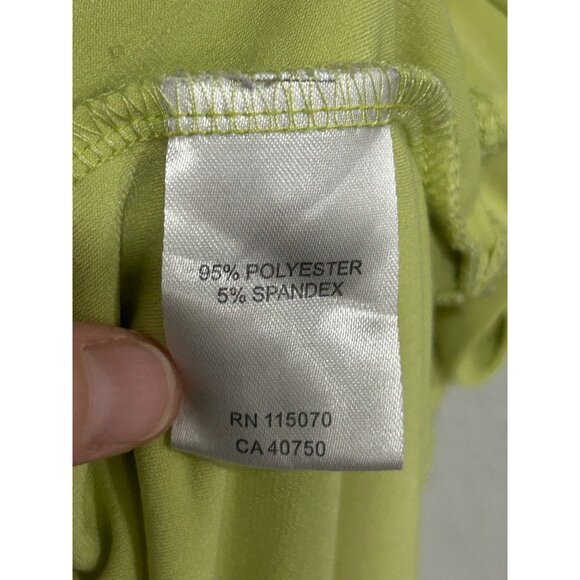 95% POLYESTER
5% SPANDEX
RN 115070
CA 40750